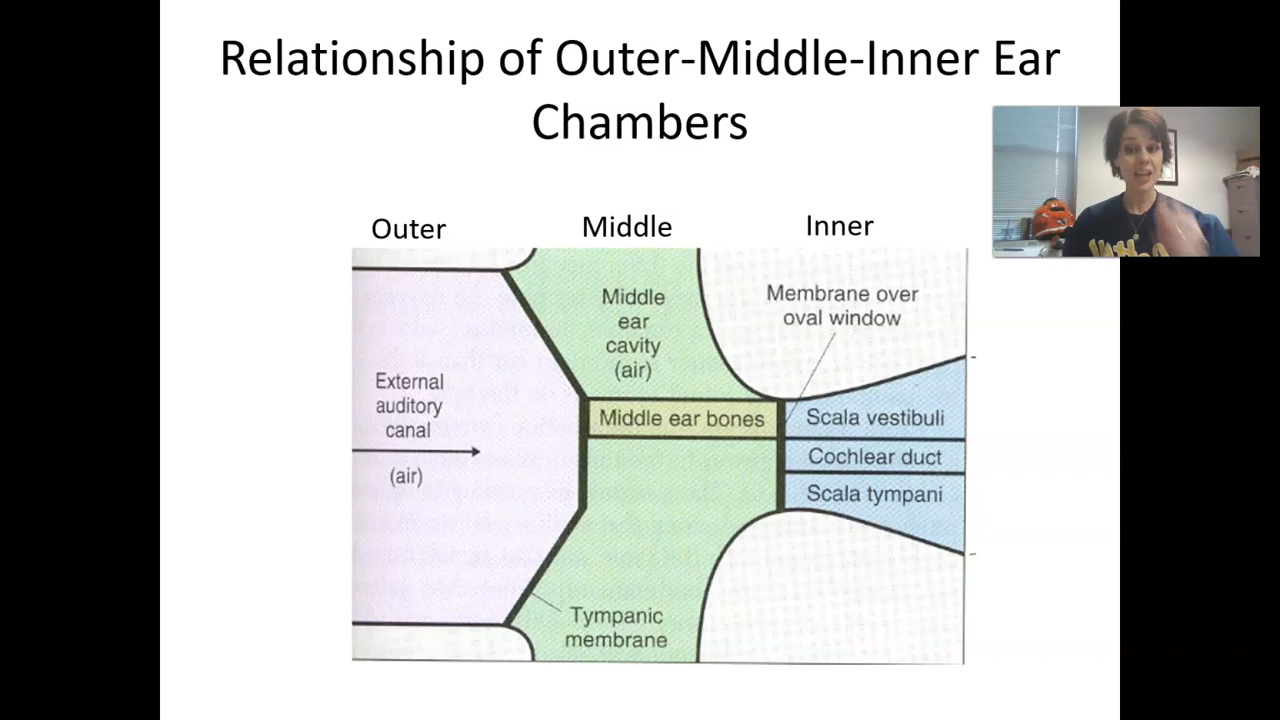 Relationship of Outer-Middle-Inner Ear
Chambers
Outer
Middle
Inner
Middle
ear
cavity
(air)
Membrane over
oval window
External
auditory
canal
(air)
Middle ear bones
Scala vestibuli
Cochlear duct
Scala tympani
Tympanic
membrane